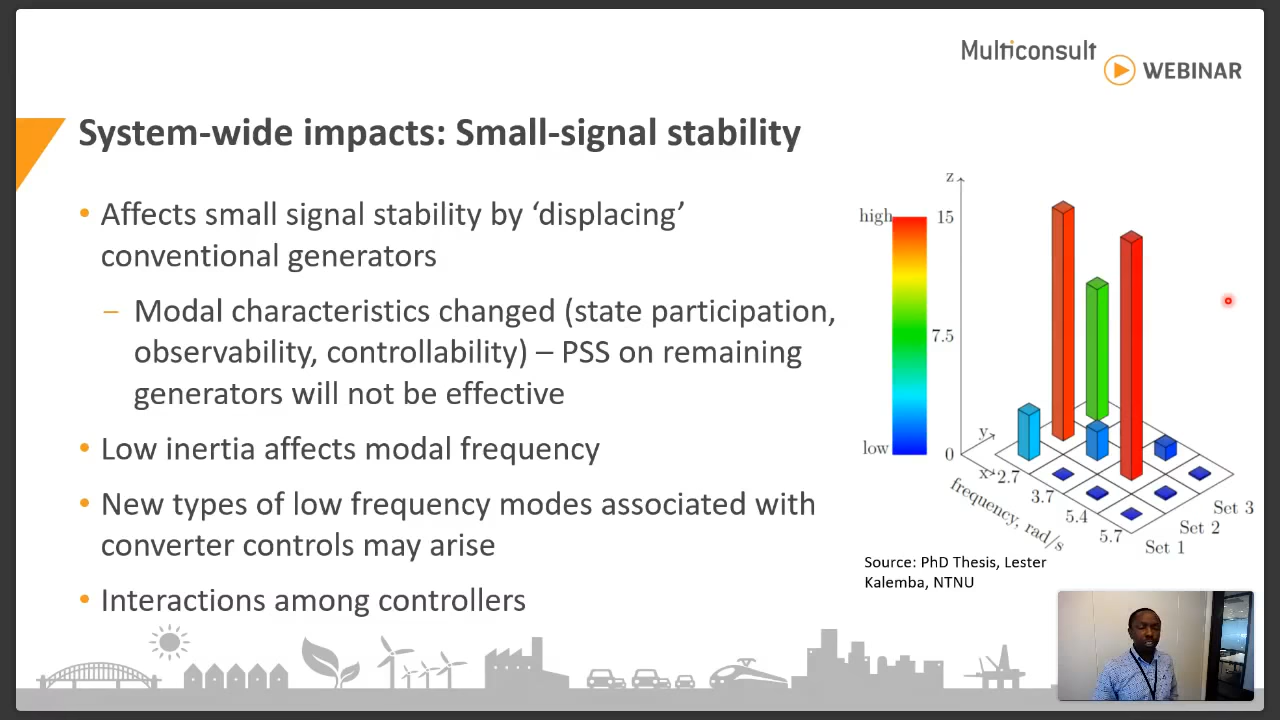 Multiconsult
WEBINAR
System-wide impacts: Small-signal stability
• Affects small signal stability by ‘displacing’
conventional generators
– Modal characteristics changed (state participation,
observability, controllability) – PSS on remaining
generators will not be effective
• Low inertia affects modal frequency
• New types of low frequency modes associated with
converter controls may arise
• Interactions among controllers
z
high
15
7.5
low
0
y
x
2.7
3.7
5.4
5.7
frequency, rad/s
Set 1
Set 2
Set 3
Source: PhD Thesis, Lester
Kalemba, NTNU